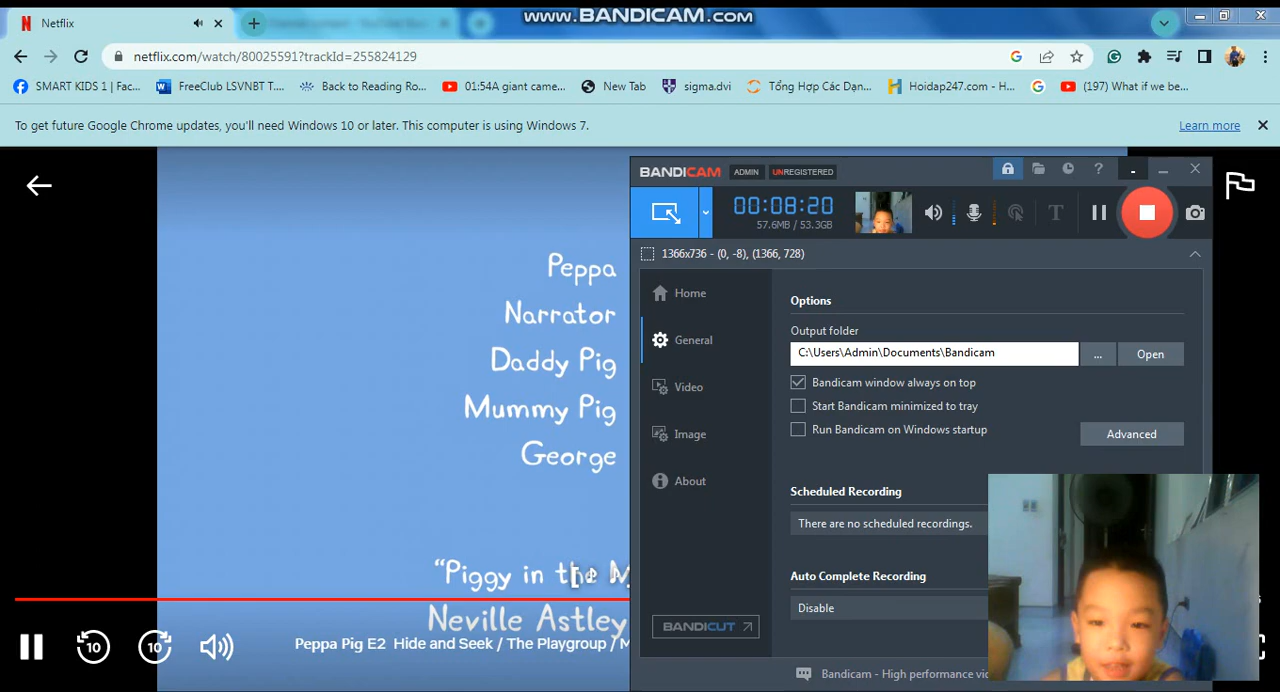 Netflix
www.BANDICAM.com
netflix.com/watch/80025591?trackId=255824129
SMART KIDS 1 | Fac...
FreeClub LSVNBT T....
Back to Reading Ro...
01:54A giant came...
New Tab
sigma.dvi
Tổng Hợp Các Dạn...
Hoidap247.com - H...
(197) What if we be...
To get future Google Chrome updates, you'll need Windows 10 or later. This computer is using Windows 7.
Learn more
BANDICAM
ADMIN
UNREGISTERED
00:08:20
57.6MB / 53.3GB
1366x736 - (0, -8), (1366, 728)
Peppa
Narrator
Daddy Pig
Mummy Pig
George
"Piggy in the M
Neville Astley
Home
General
Video
Image
About
BANDICUT
Options
Output folder
C:\Users\Admin\Documents\Bandicam
...
Open
Bandicam window always on top
Start Bandicam minimized to tray
Run Bandicam on Windows startup
Advanced
Scheduled Recording
There are no scheduled recordings.
Auto Complete Recording
Disable
10
10
Peppa Pig E2 Hide and Seek / The Playgroup / M
Bandicam - High performance vid